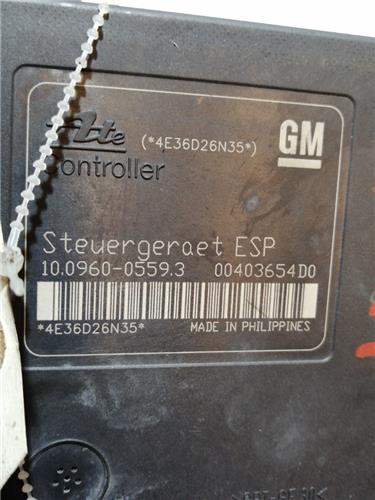 Ate (*4E36D26N35*) GM
Controller
Steuergeraet ESP
10.0960-0559.3 00403654D0
*4E36D26N35* MADE IN PHILIPPINES